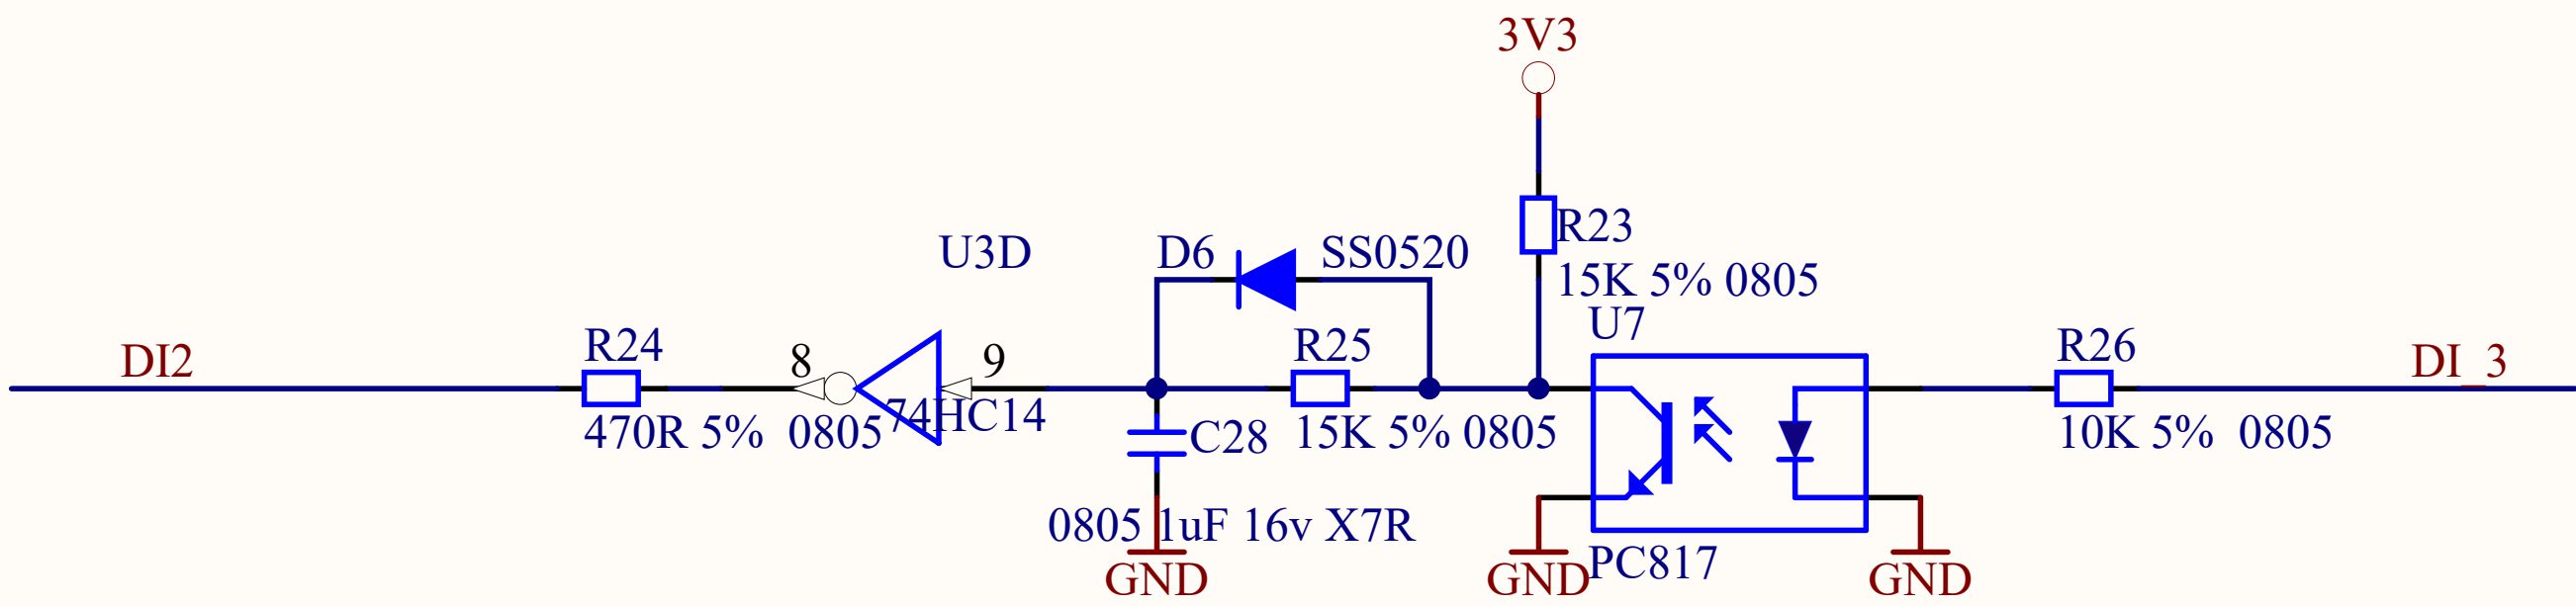 3V3
R23
15K 5% 0805
U3D
D6
SS0520
U7
DI2
R24
8
9
R25
R26
DI_3
470R 5%  0805
74HC14
C28
15K 5% 0805
10K 5%  0805
0805 1uF 16v X7R
PC817
GND
GND
GND